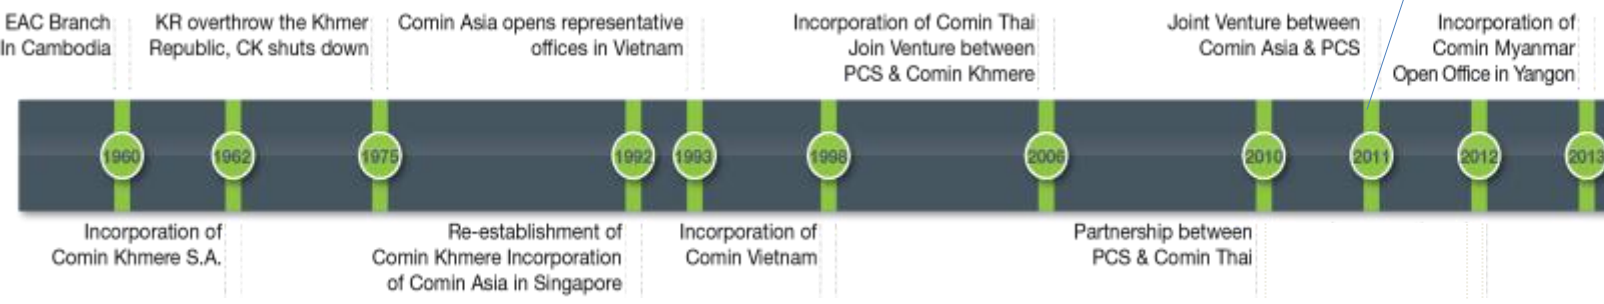 EAC Branch
In Cambodia
KR overthrow the Khmer
Republic, CK shuts down
Comin Asia opens representative
offices in Vietnam
Incorporation of Comin Thai
Join Venture between
PCS & Comin Khmere
Joint Venture between
Comin Asia & PCS
Incorporation of
Comin Myanmar
Open Office in Yangon
1960
1962
1975
1992
1993
1998
2006
2010
2011
2012
2013
Incorporation of
Comin Khmere S.A.
Re-establishment of
Comin Khmere Incorporation
of Comin Asia in Singapore
Incorporation of
Comin Vietnam
Partnership between
PCS & Comin Thai